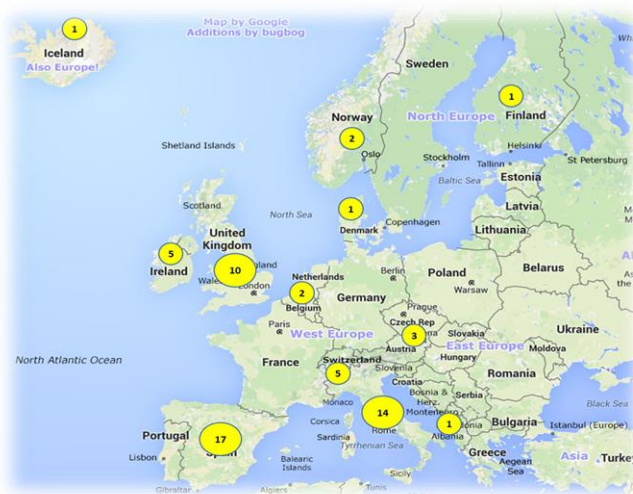 1
Map by Google
Additions by bugbog
Iceland
Also Europe!
Sweden
1
Norway
North Europe
Finland
2
Shetland Islands
Oslo
Helsinki
Stockholm
Tallinn
St Petersburg
Baltic Sea
Estonia
Scotland
1
North Sea
Latvia
Denmark
Copenhagen
Lithuania
United
Kingdom
5
Ireland
10
London
Netherlands
2
Belgium
Berlin
Poland
Warsaw
Belarus
Germany
Paris
West Europe
Prague
Czech Rep
3
Austria
Slovakia
East Europe
Hungary
Ukraine
Moldova
North Atlantic Ocean
France
Switzerland
5
Slovenia
Croatia
Romania
Bosnia &
Herz.
Serbia
Monaco
14
Montenegro
Black Sea
Corsica
Rome
1
Albania
Bulgaria
Istanbul (Europe)
Portugal
17
Sardinia
Tyrrhenian Sea
Lisbon
Balearic
Islands
Greece
Aegean
Sea
Asia
Turkey
Sicily
Gibraltar
Algiers
Tunis